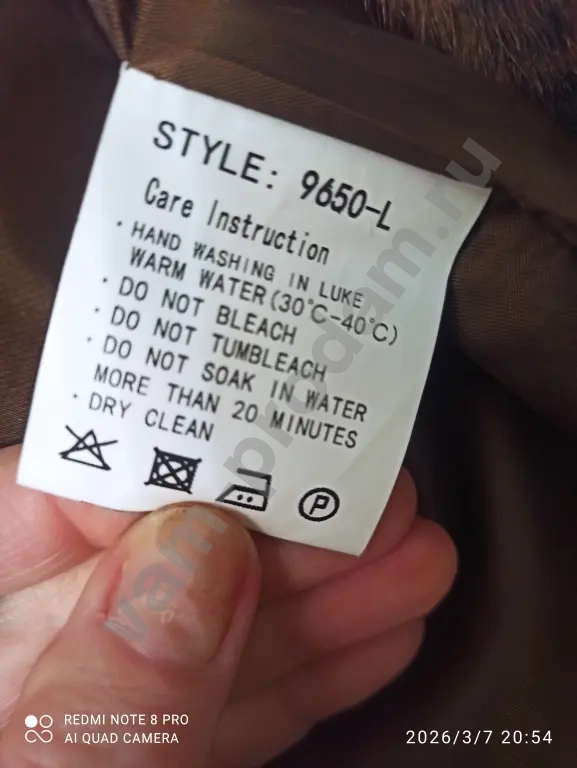 STYLE: 9650-L
Care Instruction
· HAND WASHING IN LUKE
WARM WATER(30°C-40°C)
· DO NOT BLEACH
· DO NOT TUMBLEACH
· DO NOT SOAK IN WATER
MORE THAN 20 MINUTES
· DRY CLEAN
P
vam-prodam.ru
REDMI NOTE 8 PRO
AI QUAD CAMERA
2026/3/7 20:54